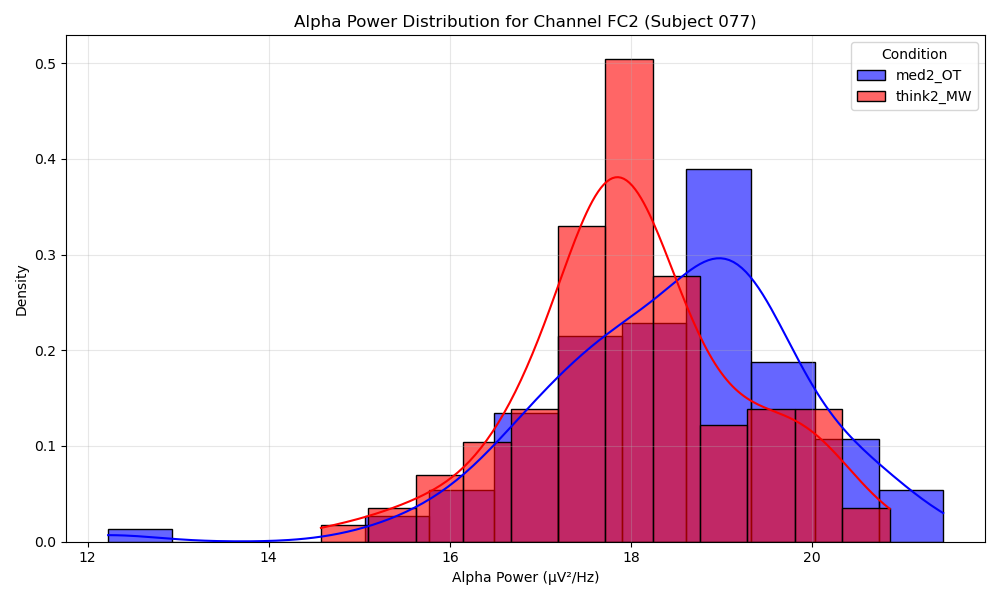 Alpha Power Distribution for Channel FC2 (Subject 077)
Condition
med2_OT
think2_MW
0.5
0.4
0.3
0.2
0.1
0.0
Density
12
14
16
18
20
Alpha Power (µV²/Hz)